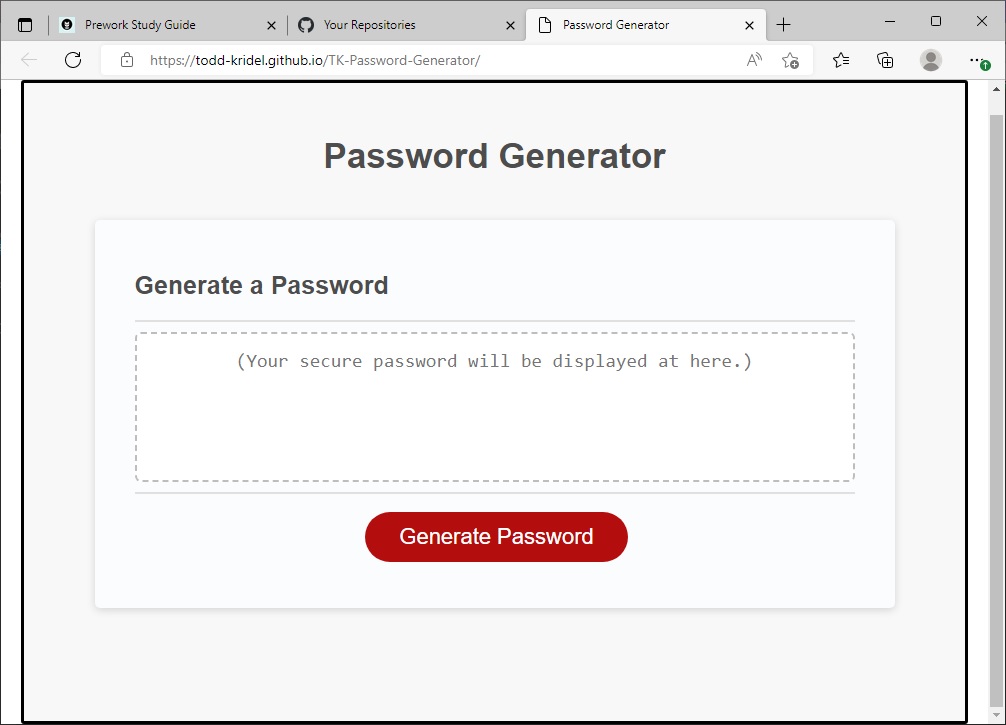 Prework Study Guide
Your Repositories
Password Generator
https://todd-kridel.github.io/TK-Password-Generator/
Password Generator
Generate a Password
(Your secure password will be displayed at here.)
Generate Password